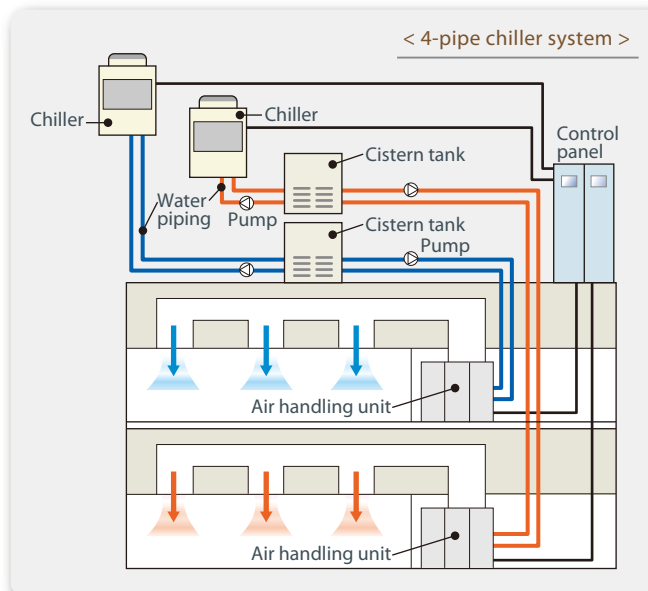 < 4-pipe chiller system >
Chiller
Chiller
Control
panel
Cistern tank
Water
piping
Pump
Cistern tank
Pump
Air handling unit
Air handling unit